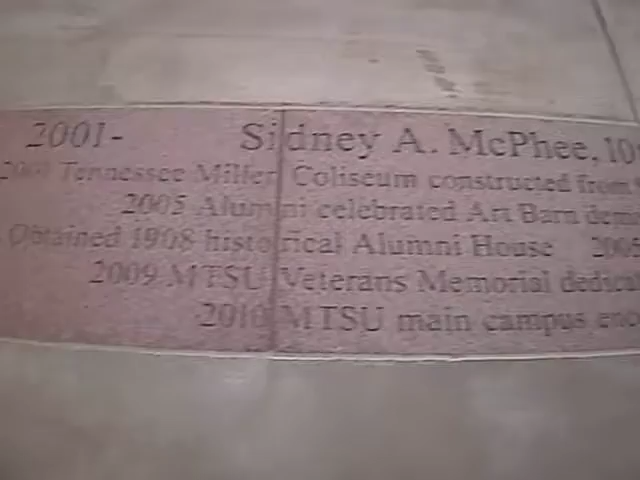 2001- Sidney A. McPhee, 10
Tennessee Miller Coliseum constructed from
2005 Alumni celebrated Art Barn
Obtained 1908 historical Alumni House
2009 MTSU Veterans Memorial
2010 MTSU main campus